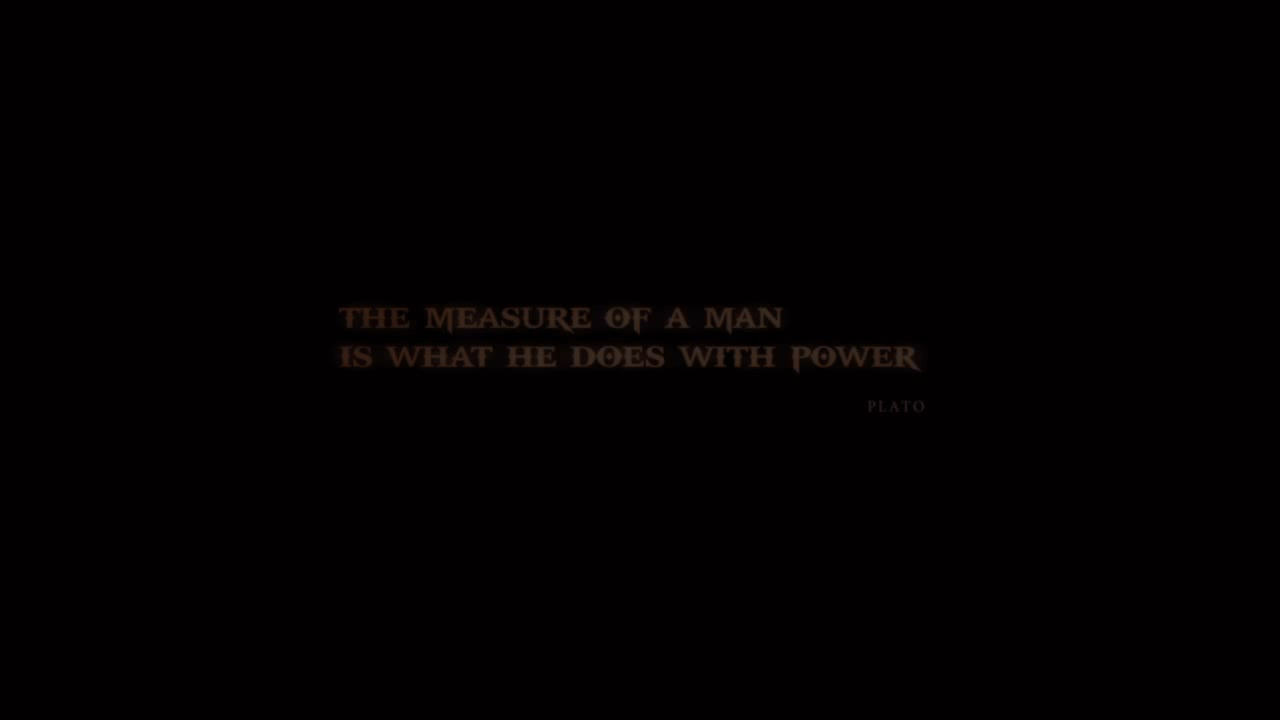 THE MEASURE OF A MAN
IS WHAT HE DOES WITH POWER
PLATO